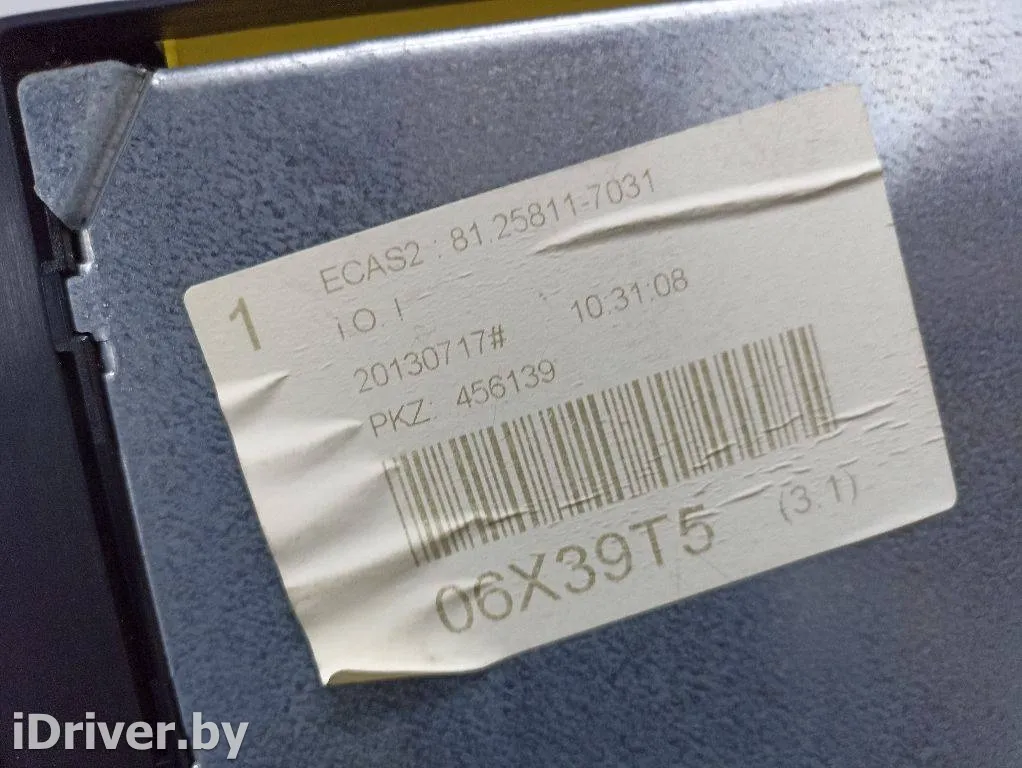 1
ECAS2 : 81.25811-7031
i.O. I
20130717# 10:31:08
PKZ: 456139
06X39T5 (3.1)
iDriver.by